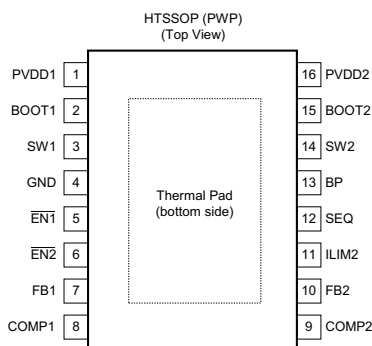 HTSSOP (PWP)
(Top View)
PVDD1 1 16 PVDD2
BOOT1 2 15 BOOT2
SW1 3 14 SW2
GND 4 13 BP
Thermal Pad
(bottom side)
E̅N̅1̅ 5 12 SEQ
E̅N̅2̅ 6 11 ILIM2
FB1 7 10 FB2
COMP1 8 9 COMP2